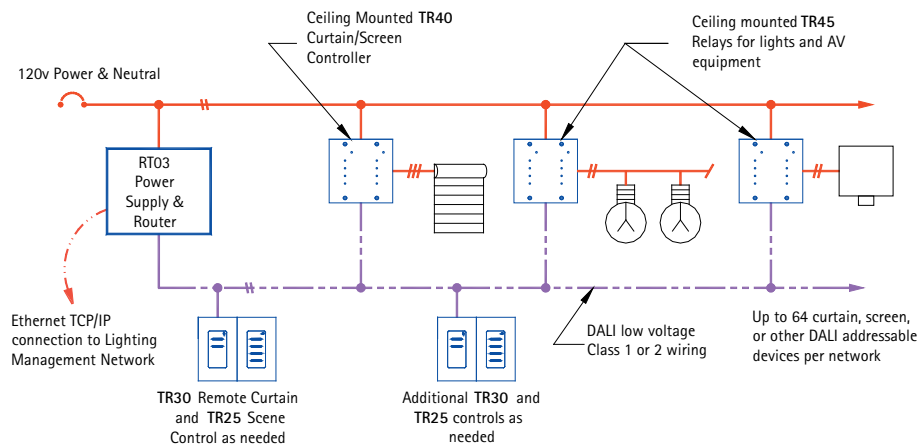 Ceiling Mounted TR40
Curtain/Screen
Controller
Ceiling mounted TR45
Relays for lights and AV
equipment
120v Power & Neutral
RT03
Power
Supply &
Router
Ethernet TCP/IP
connection to Lighting
Management Network
DALI low voltage
Class 1 or 2 wiring
Up to 64 curtain, screen,
or other DALI addressable
devices per network
TR30 Remote Curtain
and TR25 Scene
Control as needed
Additional TR30 and
TR25 controls as
needed